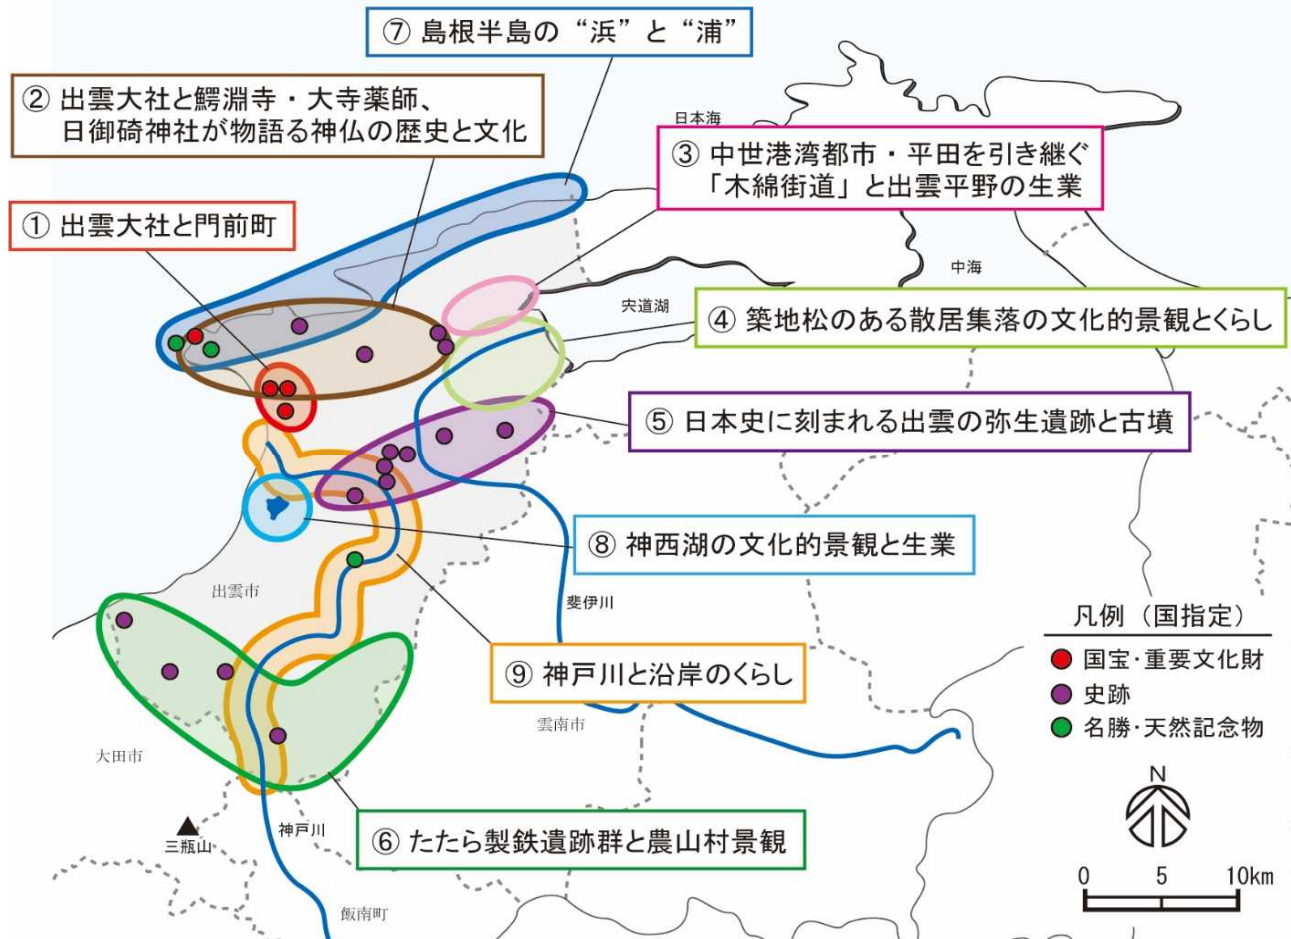 ⑦ 島根半島の“浜”と“浦”
② 出雲大社と鰐淵寺・大寺薬師、
日御碕神社が物語る神仏の歴史と文化
日本海
③ 中世港湾都市・平田を引き継ぐ
「木綿街道」と出雲平野の生業
① 出雲大社と門前町
中海
宍道湖
④ 築地松のある散居集落の文化的景観とくらし
⑤ 日本史に刻まれる出雲の弥生遺跡と古墳
⑧ 神西湖の文化的景観と生業
出雲市
斐伊川
凡例（国指定）
国宝・重要文化財
史跡
名勝・天然記念物
⑨ 神戸川と沿岸のくらし
雲南市
大田市
N
⑥ たたら製鉄遺跡群と農山村景観
神戸川
三瓶山
0 5 10km
飯南町